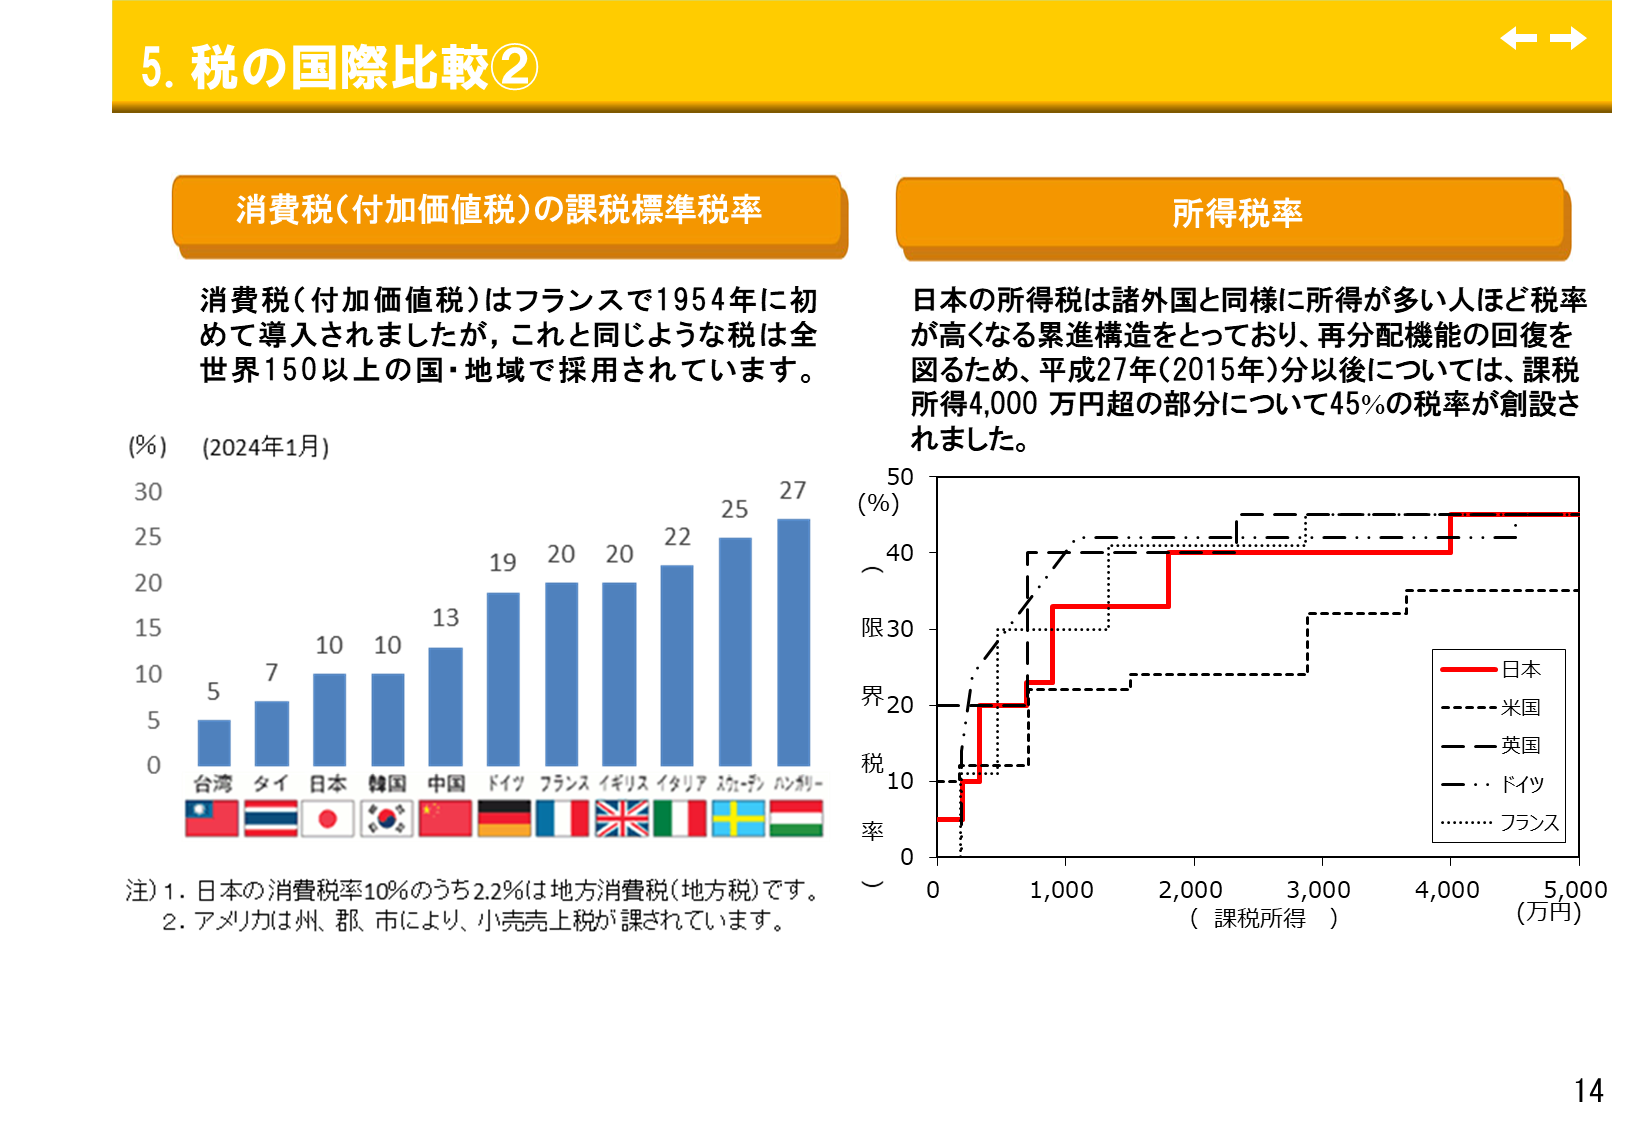 5. 税の国際比較②
消費税(付加価値税)の課税標準税率
消費税(付加価値税)はフランスで1954年に初
めて導入されましたが,これと同じような税は全
世界150以上の国・地域で採用されています。
(%) (2024年1月)
30
25
20
15
10
5
0
5
7
10
10
13
19
20
20
22
25
27
台湾 タイ 日本 韓国 中国 ドイツ フランス イギリス イタリア スウェーデン ハンガリー
注)1. 日本の消費税率10%のうち2.2%は地方消費税(地方税)です。
2. アメリカは州、郡、市により、小売売上税が課されています。
所得税率
日本の所得税は諸外国と同様に所得が多い人ほど税率
が高くなる累進構造をとっており、再分配機能の回復を
図るため、平成27年(2015年)分以後については、課税
所得4,000 万円超の部分について45%の税率が創設さ
れました。
50
(%)
40
30
20
10
0
(限界税率)
0 1,000 2,000 3,000 4,000 5,000
( 課税所得 )
(万円)
日本
米国
英国
ドイツ
フランス
14